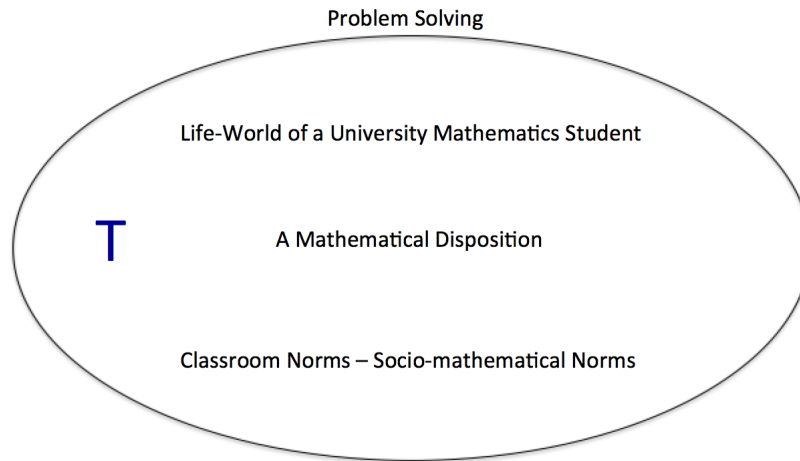 Problem Solving
Life-World of a University Mathematics Student
T
A Mathematical Disposition
Classroom Norms – Socio-mathematical Norms